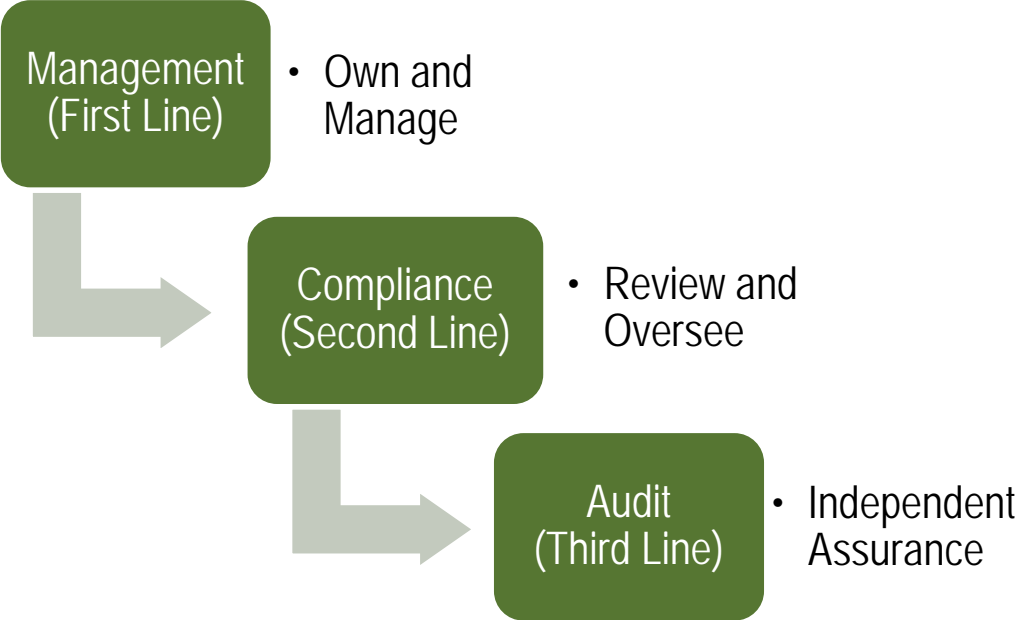 Management
(First Line)
• Own and
Manage
Compliance
(Second Line)
• Review and
Oversee
Audit
(Third Line)
• Independent
Assurance